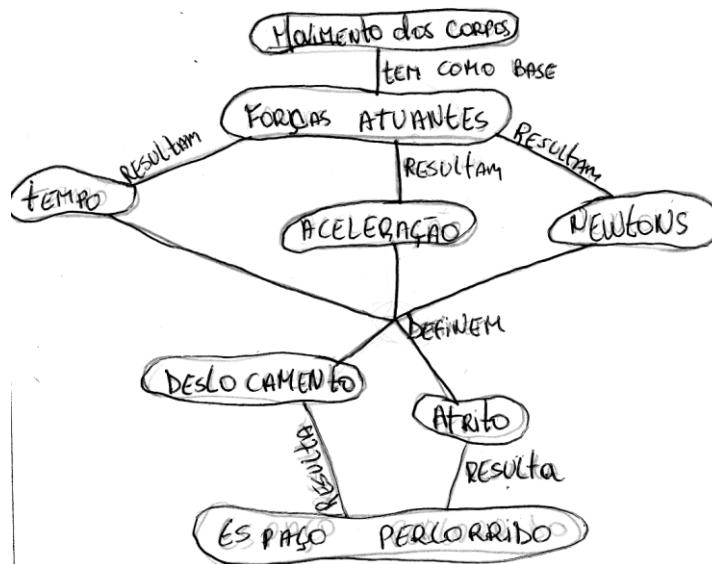 MOVIMENTO dos CORPOS
tEM COMO BASE
FORÇAS ATUANTES
RESULtAM
RESULTAM
RESULTAM
tEMPO
ACELERAÇÃO
NEWtONS
DEFINEM
DESLOCAMENtO
AtRitO
RESULTA
RESULta
ESPAÇO PERCORRIDO